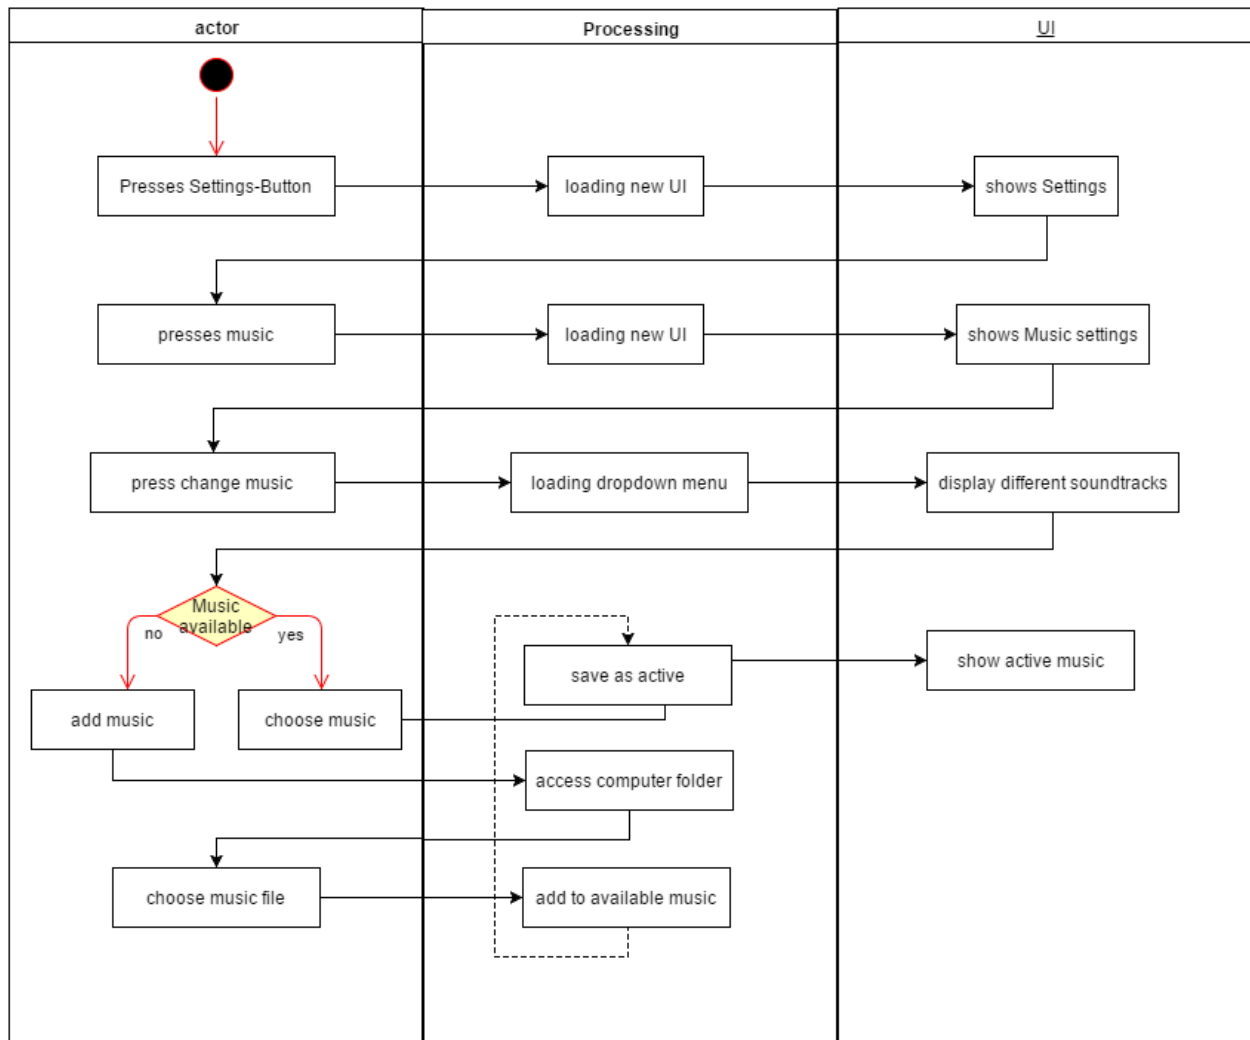 actor
Processing
UI
Presses Settings-Button
loading new UI
shows Settings
presses music
loading new UI
shows Music settings
press change music
loading dropdown menu
display different soundtracks
Music
available
no
yes
save as active
show active music
add music
choose music
access computer folder
choose music file
add to available music